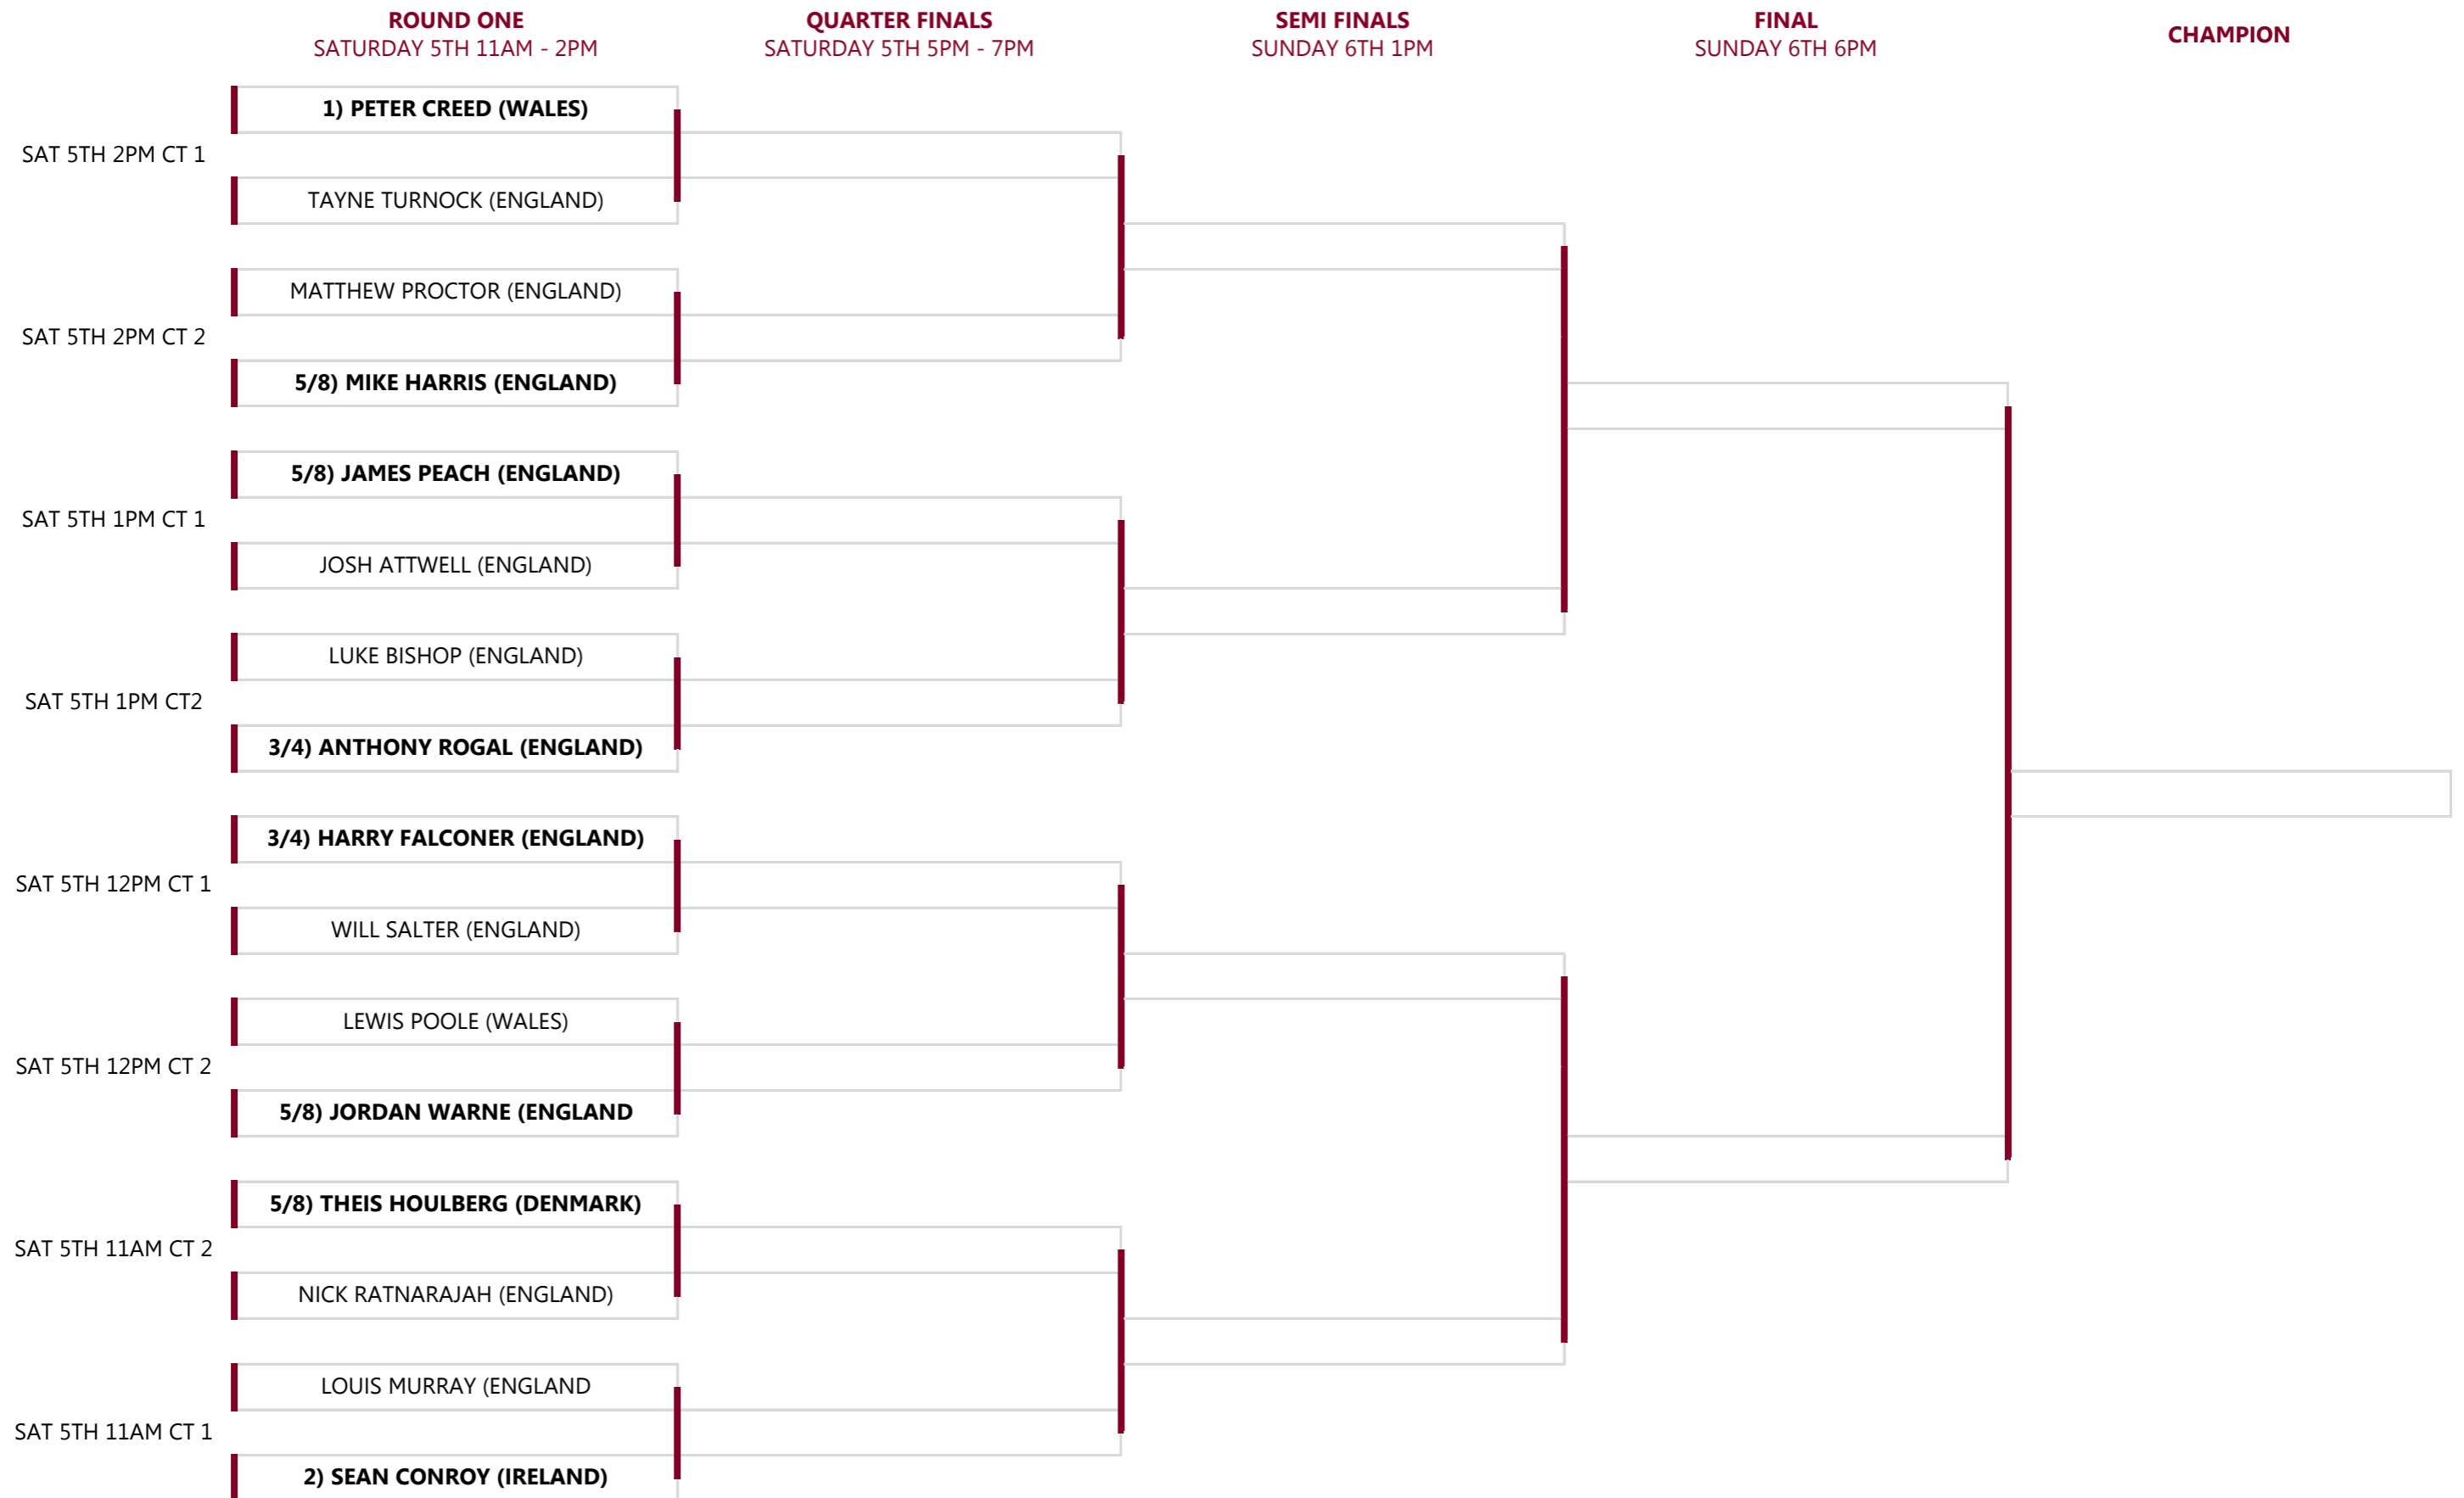 ROUND ONE
SATURDAY 5TH 11AM - 2PM
QUARTER FINALS
SATURDAY 5TH 5PM - 7PM
SEMI FINALS
SUNDAY 6TH 1PM
FINAL
SUNDAY 6TH 6PM
CHAMPION
1) PETER CREED (WALES)
SAT 5TH 2PM CT 1
TAYNE TURNOCK (ENGLAND)
MATTHEW PROCTOR (ENGLAND)
SAT 5TH 2PM CT 2
5/8) MIKE HARRIS (ENGLAND)
5/8) JAMES PEACH (ENGLAND)
SAT 5TH 1PM CT 1
JOSH ATTWELL (ENGLAND)
LUKE BISHOP (ENGLAND)
SAT 5TH 1PM CT2
3/4) ANTHONY ROGAL (ENGLAND)
3/4) HARRY FALCONER (ENGLAND)
SAT 5TH 12PM CT 1
WILL SALTER (ENGLAND)
LEWIS POOLE (WALES)
SAT 5TH 12PM CT 2
5/8) JORDAN WARNE (ENGLAND
5/8) THEIS HOULBERG (DENMARK)
SAT 5TH 11AM CT 2
NICK RATNARAJAH (ENGLAND)
LOUIS MURRAY (ENGLAND
SAT 5TH 11AM CT 1
2) SEAN CONROY (IRELAND)